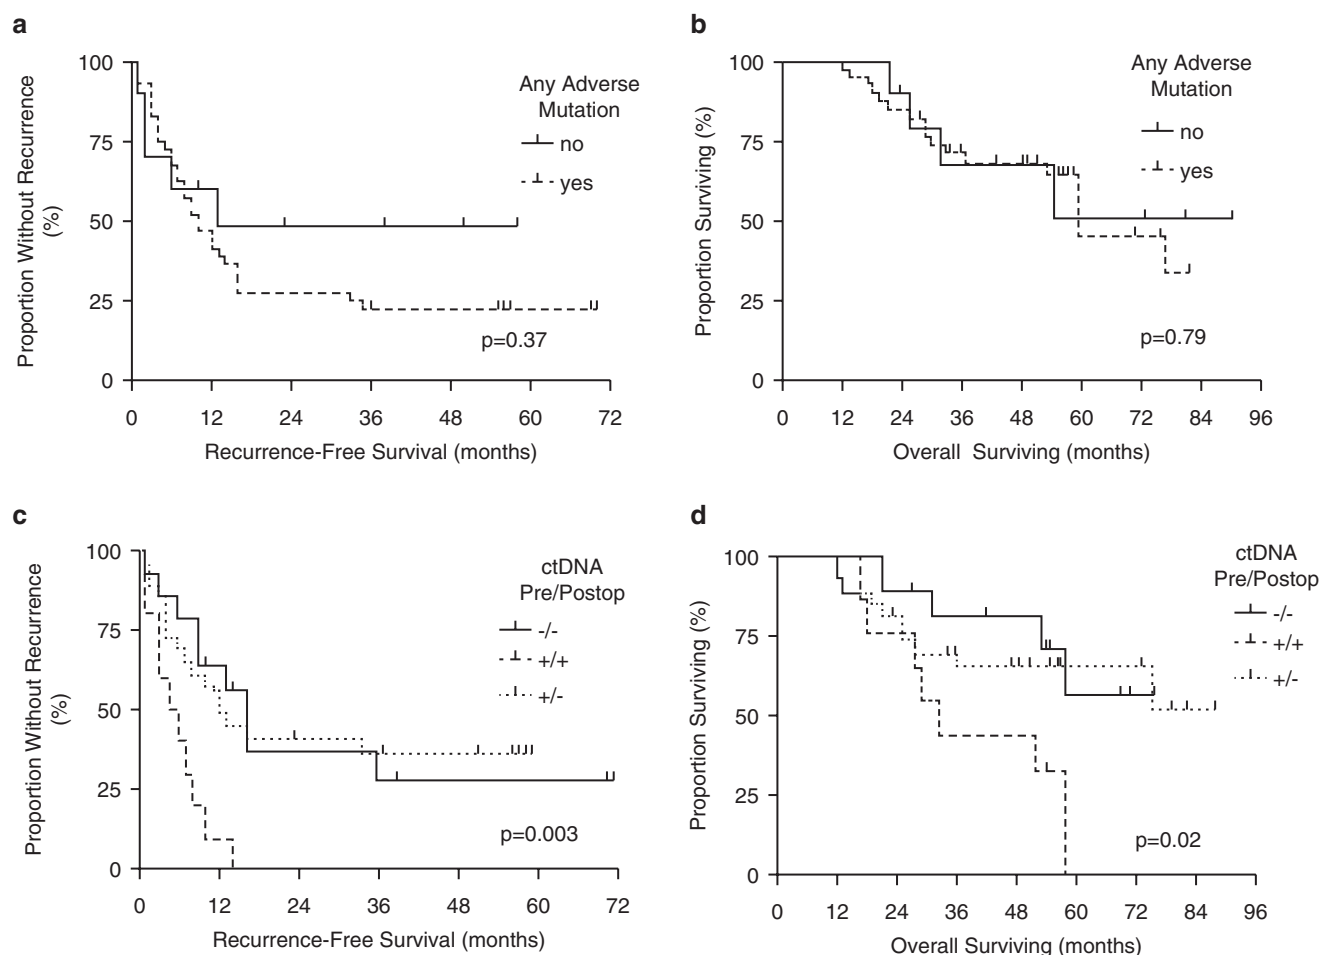 a
Proportion Without Recurrence
(%)
100
75
50
25
0
0 12 24 36 48 60 72
Recurrence-Free Survival (months)
Any Adverse
Mutation
no
yes
p=0.37
b
Proportion Surviving (%)
100
75
50
25
0
0 12 24 36 48 60 72 84 96
Overall Surviving (months)
Any Adverse
Mutation
no
yes
p=0.79
c
Proportion Without Recurrence
(%)
100
75
50
25
0
0 12 24 36 48 60 72
Recurrence-Free Survival (months)
ctDNA
Pre/Postop
-/-
+/+
+/-
p=0.003
d
Proportion Surviving (%)
100
75
50
25
0
0 12 24 36 48 60 72 84 96
Overall Surviving (months)
ctDNA
Pre/Postop
-/-
+/+
+/-
p=0.02